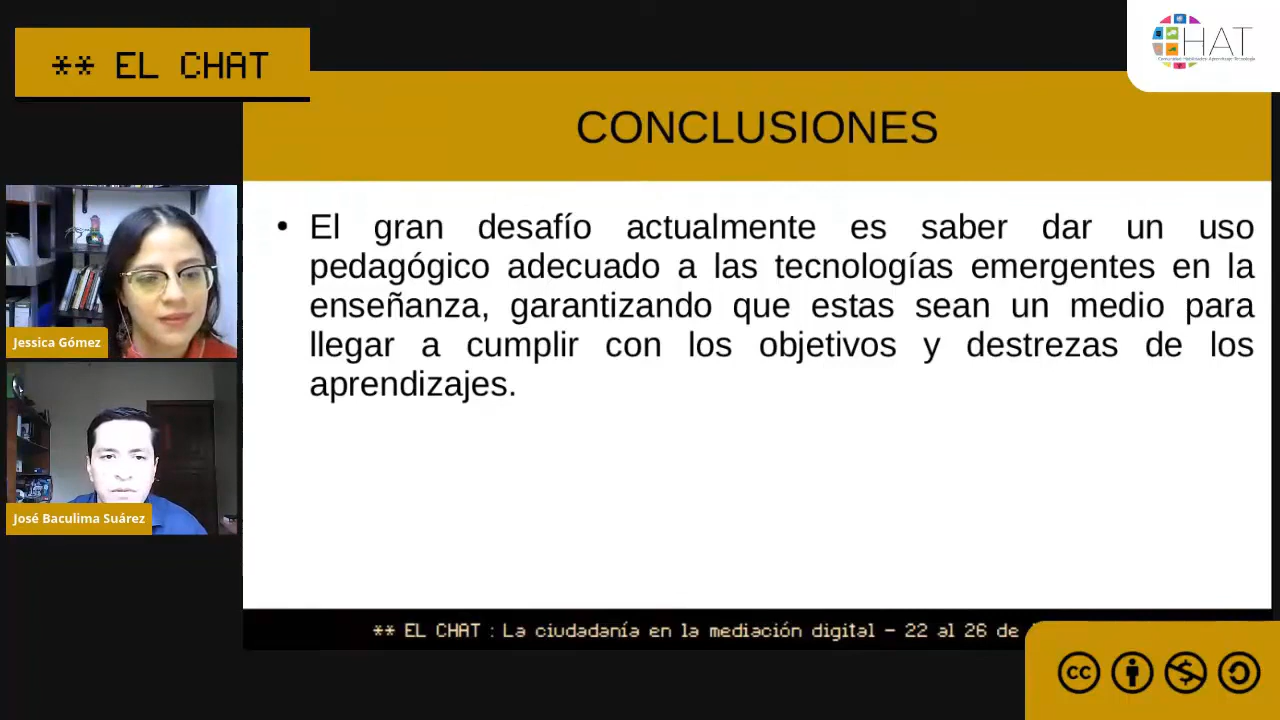 ** EL CHAT
HAT
CONCLUSIONES
• El gran desafío actualmente es saber dar un uso
pedagógico adecuado a las tecnologías emergentes en la
enseñanza, garantizando que estas sean un medio para
llegar a cumplir con los objetivos y destrezas de los
aprendizajes.
Jessica Gómez
José Baculima Suárez
** EL CHAT : La ciudadanía en la mediación digital – 22 al 26 de
cc